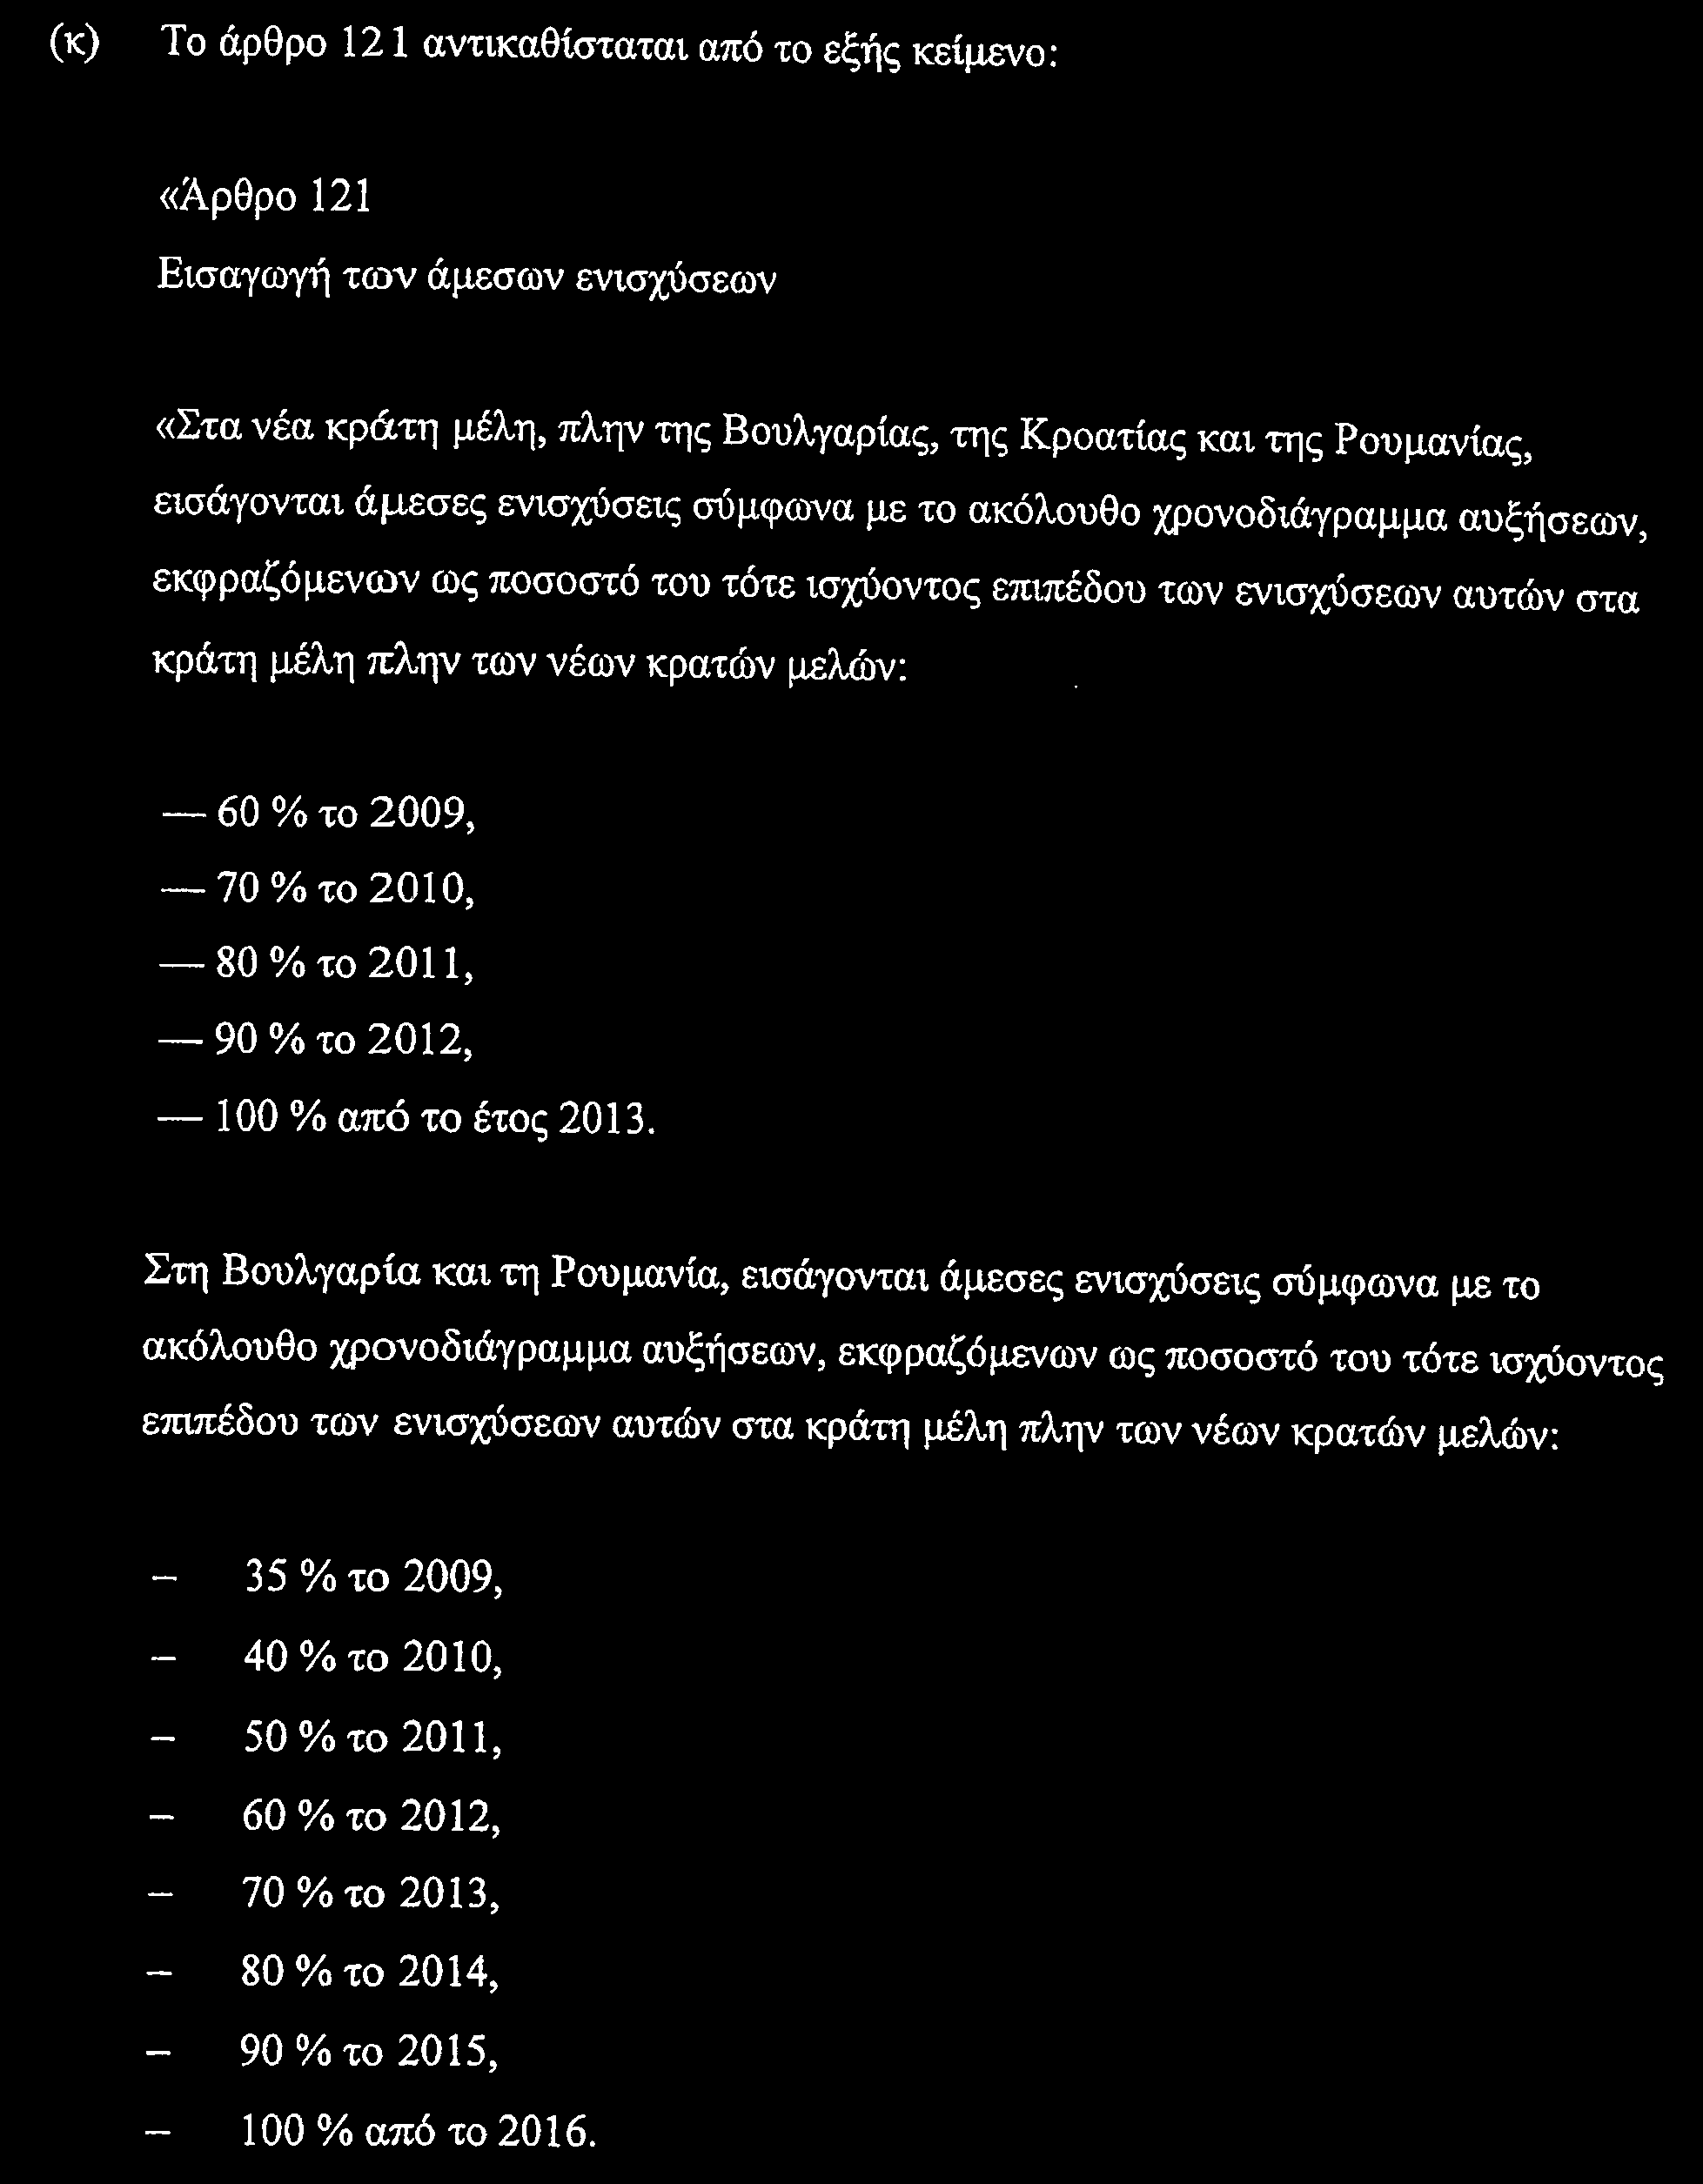 (κ) Το άρθρο 121 αντικαθίσταται από το εξής κείμενο:
«Άρθρο 121
Εισαγωγή των άμεσων ενισχύσεων
«Στα νέα κράτη μέλη, πλην της Βουλγαρίας, της Κροατίας και της Ρουμανίας,
εισάγονται άμεσες ενισχύσεις σύμφωνα με το ακόλουθο χρονοδιάγραμμα αυξήσεων,
εκφραζόμενων ως ποσοστό του τότε ισχύοντος επιπέδου των ενισχύσεων αυτών στα
κράτη μέλη πλην των νέων κρατών μελών:
— 60 % το 2009,
— 70 % το 2010,
— 80 % το 2011,
— 90 % το 2012,
— 100 % από το έτος 2013.
Στη Βουλγαρία και τη Ρουμανία, εισάγονται άμεσες ενισχύσεις σύμφωνα με το
ακόλουθο χρονοδιάγραμμα αυξήσεων, εκφραζόμενων ως ποσοστό του τότε ισχύοντος
επιπέδου των ενισχύσεων αυτών στα κράτη μέλη πλην των νέων κρατών μελών:
– 35 % το 2009,
– 40 % το 2010,
– 50 % το 2011,
– 60 % το 2012,
– 70 % το 2013,
– 80 % το 2014,
– 90 % το 2015,
– 100 % από το 2016.